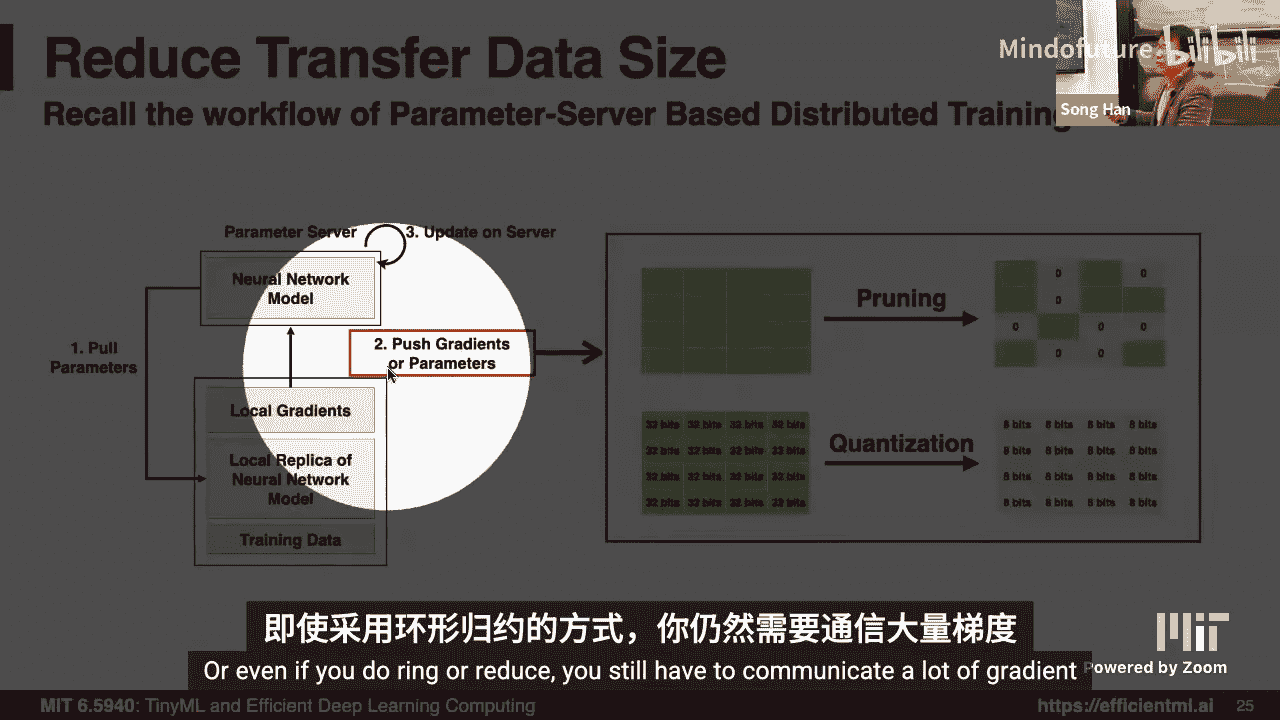 Reduce Transfer Data Size
Recall the workflow of Parameter-Server Based Distributed Training
Mindofuture
bilibili
Song Han
Parameter Server
3. Update on Server
Neural Network
Model
1. Pull
Parameters
2. Push Gradients
or Parameters
Local Gradients
Local Replica of
Neural Network
Model
Training Data
Pruning
0 0
0
0 0
0 0
Quantization
32 bits 32 bits 32 bits 32 bits
32 bits 32 bits 32 bits 32 bits
32 bits 32 bits 32 bits 32 bits
32 bits 32 bits 32 bits 32 bits
8 bits 8 bits 8 bits 8 bits
8 bits 8 bits 8 bits 8 bits
8 bits 8 bits 8 bits 8 bits
8 bits 8 bits 8 bits 8 bits
即使采用环形归约的方式，你仍然需要通信大量梯度
Or even if you do ring or reduce, you still have to communicate a lot of gradient
MIT
Powered by Zoom
MIT 6.5940: TinyML and Efficient Deep Learning Computing
https://efficientml.ai
25